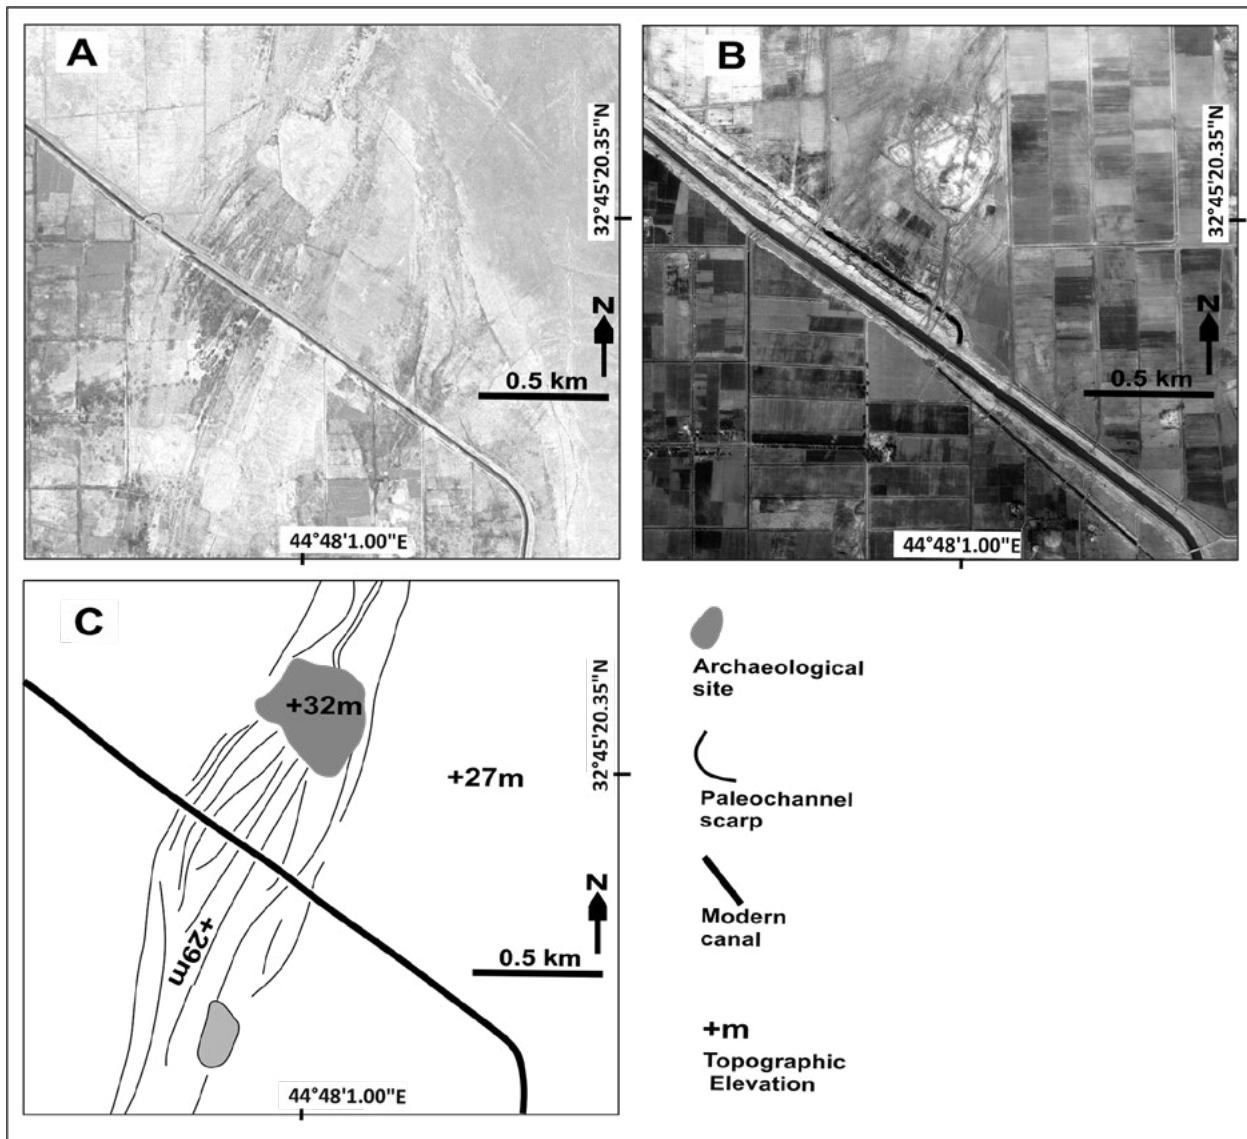 A
32°45'20.35"N
N
0.5 km
44°48'1.00"E
B
32°45'20.35"N
N
0.5 km
44°48'1.00"E
C
+32m
32°45'20.35"N
+27m
+29m
N
0.5 km
44°48'1.00"E
Archaeological
site
Paleochannel
scarp
Modern
canal
+m
Topographic
Elevation